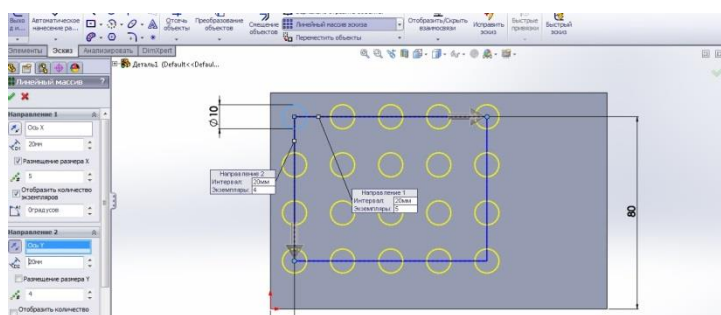 Автоматическое
нанесение ра...
Отсечь
объекты
Преобразование
объектов
Смещение
объектов
Линейный массив эскиза
Переместить объекты
Отобразить/Скрыть
взаимосвязи
Исправить
эскиз
Быстрые
привязки
Быстрый
эскиз
Элементы
Эскиз
Анализировать
DimXpert
Деталь1 (Default<<Defaul...
Линейный массив
?
Направление 1
Ось X
20мм
Размещение размера X
5
Отобразить количество
экземпляров
0градусов
Направление 2
Ось Y
20мм
Размещение размера Y
4
Отобразить количество
Ø10
Направление 2
Интервал: 20мм
Экземпляры: 4
Направление 1
Интервал: 20мм
Экземпляры: 5
80